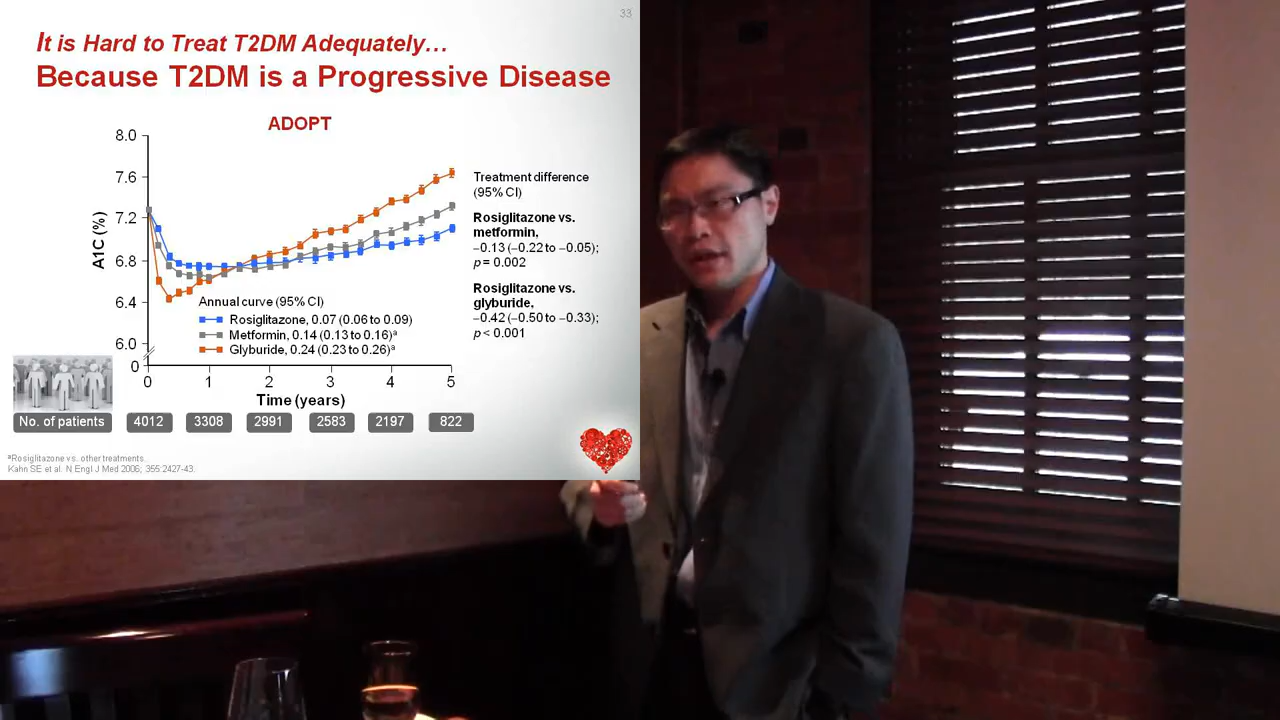 33
It is Hard to Treat T2DM Adequately…
Because T2DM is a Progressive Disease
ADOPT
8.0
7.6
7.2
6.8
6.4
6.0
0
A1C (%)
Annual curve (95% CI)
Rosiglitazone, 0.07 (0.06 to 0.09)
Metformin, 0.14 (0.13 to 0.16)ᵃ
Glyburide, 0.24 (0.23 to 0.26)ᵃ
0 1 2 3 4 5
Time (years)
Treatment difference
(95% CI)
Rosiglitazone vs.
metformin,
−0.13 (−0.22 to −0.05);
p = 0.002
Rosiglitazone vs.
glyburide,
−0.42 (−0.50 to −0.33);
p < 0.001
No. of patients 4012 3308 2991 2583 2197 822
ᵃRosiglitazone vs. other treatments.
Kahn SE et al. N Engl J Med 2006; 355:2427-43.